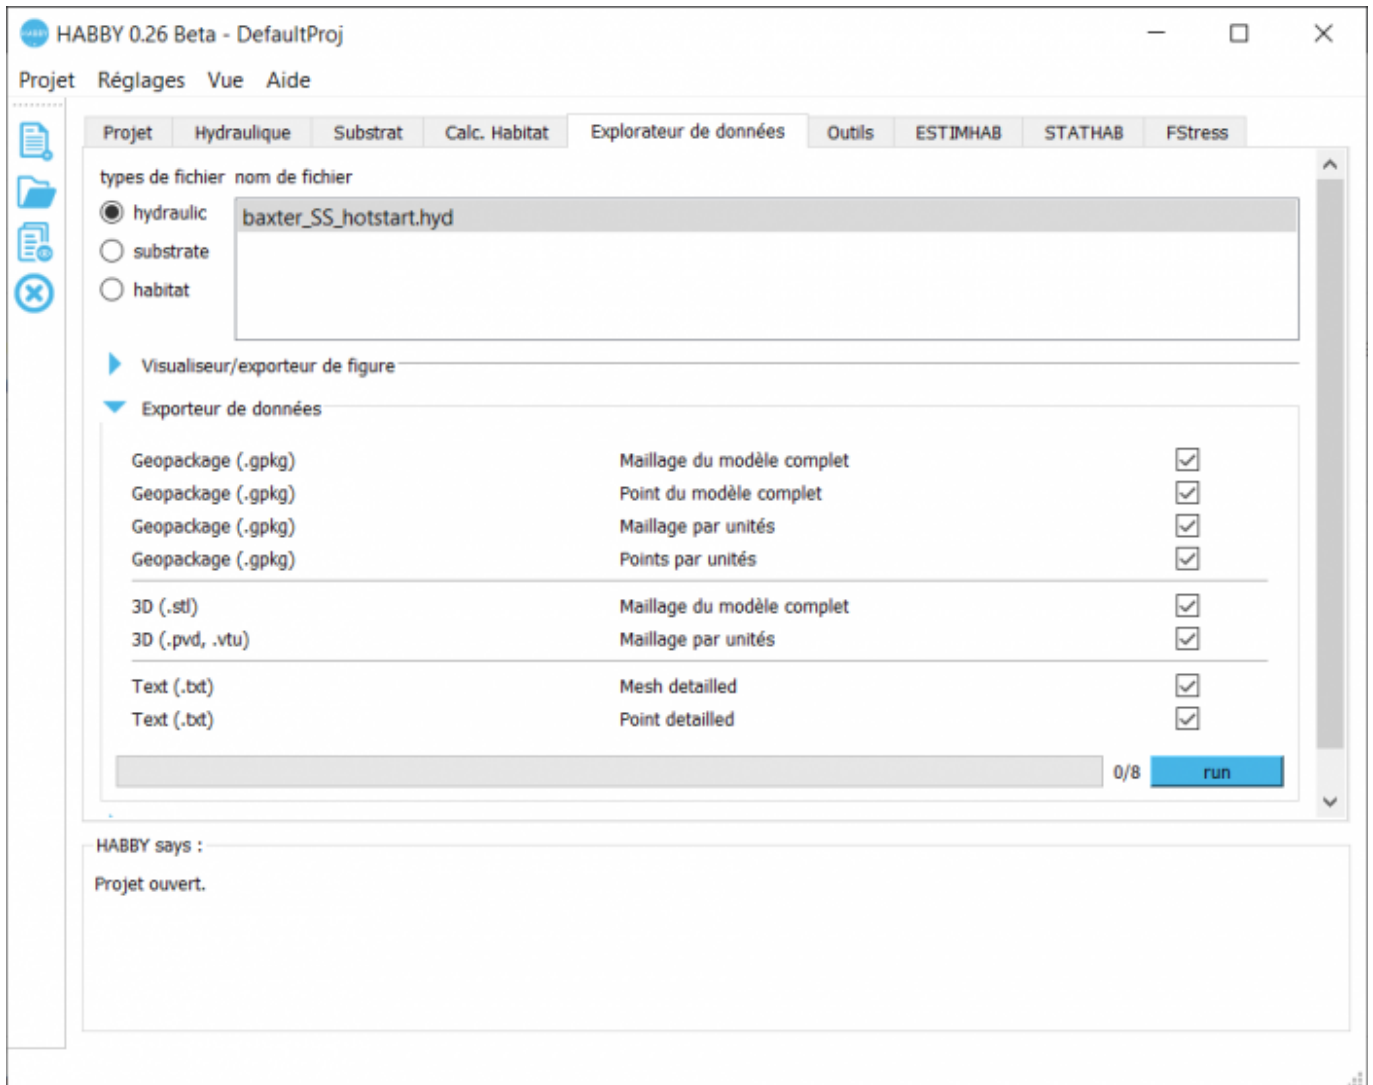 HABBY 0.26 Beta - DefaultProj
Projet Réglages Vue Aide
Projet Hydraulique Substrat Calc. Habitat Explorateur de données Outils ESTIMHAB STATHAB FStress
types de fichier nom de fichier
hydraulic baxter_SS_hotstart.hyd
substrate
habitat
Visualiseur/exporteur de figure
Exporteur de données
Geopackage (.gpkg) Maillage du modèle complet
Geopackage (.gpkg) Point du modèle complet
Geopackage (.gpkg) Maillage par unités
Geopackage (.gpkg) Points par unités
3D (.stl) Maillage du modèle complet
3D (.pvd, .vtu) Maillage par unités
Text (.txt) Mesh detailled
Text (.txt) Point detailled
0/8 run
HABBY says :
Projet ouvert.